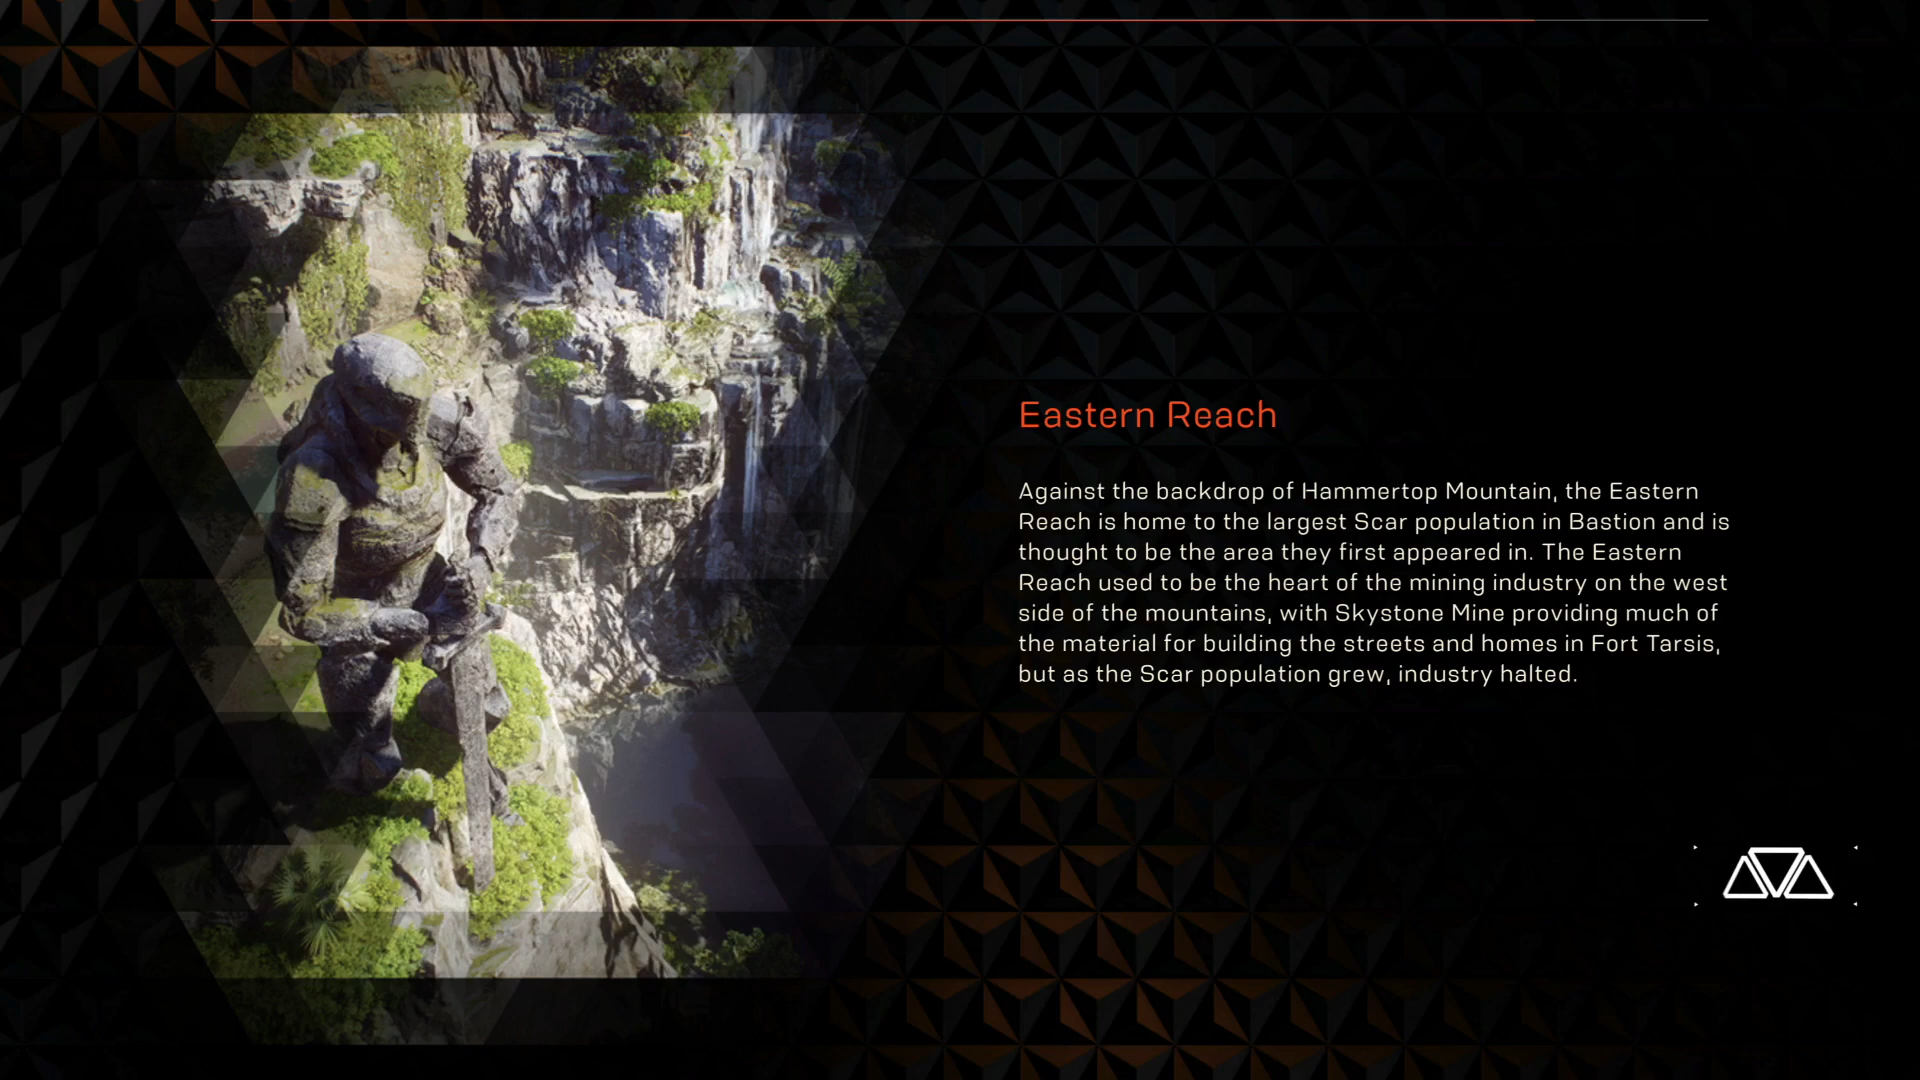 Eastern Reach
Against the backdrop of Hammertop Mountain, the Eastern
Reach is home to the largest Scar population in Bastion and is
thought to be the area they first appeared in. The Eastern
Reach used to be the heart of the mining industry on the west
side of the mountains, with Skystone Mine providing much of
the material for building the streets and homes in Fort Tarsis,
but as the Scar population grew, industry halted.